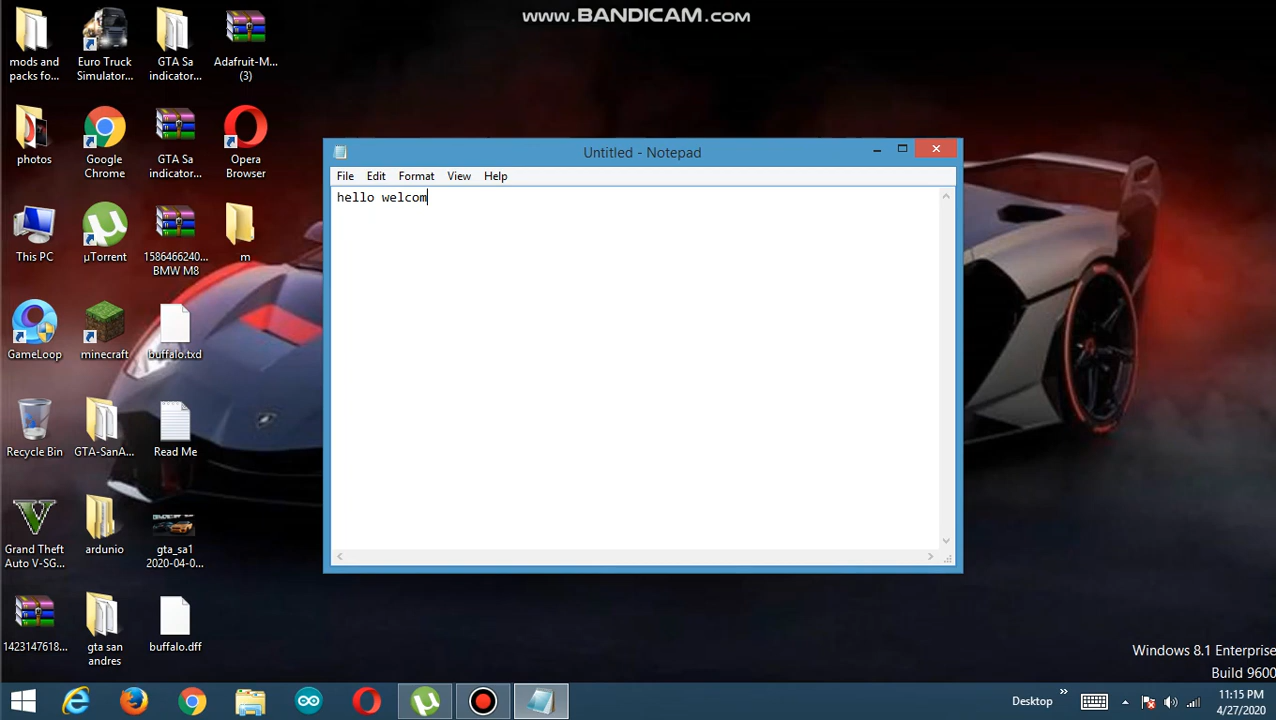 www.BANDICAM.com
mods and
packs fo...
Euro Truck
Simulator...
GTA Sa
indicator...
Adafruit-M...
(3)
photos
Google
Chrome
GTA Sa
indicator...
Opera
Browser
This PC
µTorrent
1586466240...
BMW M8
m
GameLoop
minecraft
buffalo.txd
Recycle Bin
GTA-SanA...
Read Me
Grand Theft
Auto V-SG...
ardunio
gta_sa1
2020-04-0...
1423147618...
gta san
andres
buffalo.dff
Untitled - Notepad
File Edit Format View Help
hello welcom
Windows 8.1 Enterprise
Build 9600
Desktop
11:15 PM
4/27/2020